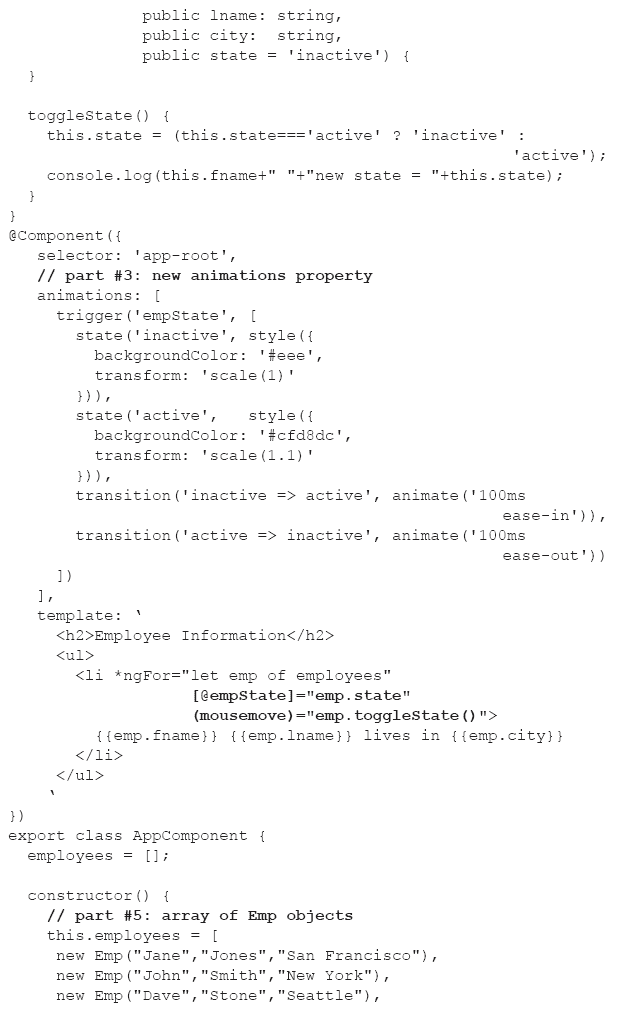 public lname: string,
              public city:  string,
              public state = 'inactive') {
  }

  toggleState() {
    this.state = (this.state==='active' ? 'inactive' :
                                                    'active');
    console.log(this.fname+" "+"new state = "+this.state);
  }
}
@Component({
   selector: 'app-root',
   // part #3: new animations property
   animations: [
     trigger('empState', [
       state('inactive', style({
         backgroundColor: '#eee',
         transform: 'scale(1)'
       })),
       state('active',   style({
         backgroundColor: '#cfd8dc',
         transform: 'scale(1.1)'
       })),
       transition('inactive => active', animate('100ms
                                                   ease-in')),
       transition('active => inactive', animate('100ms
                                                   ease-out'))
     ])
   ],
   template: ‛
     <h2>Employee Information</h2>
     <ul>
       <li *ngFor="let emp of employees"
                   [@empState]="emp.state"
                   (mousemove)="emp.toggleState()">
         {{emp.fname}} {{emp.lname}} lives in {{emp.city}}
       </li>
     </ul>
    ‛
})
export class AppComponent {
  employees = [];

  constructor() {
    // part #5: array of Emp objects
    this.employees = [
     new Emp("Jane","Jones","San Francisco"),
     new Emp("John","Smith","New York"),
     new Emp("Dave","Stone","Seattle"),